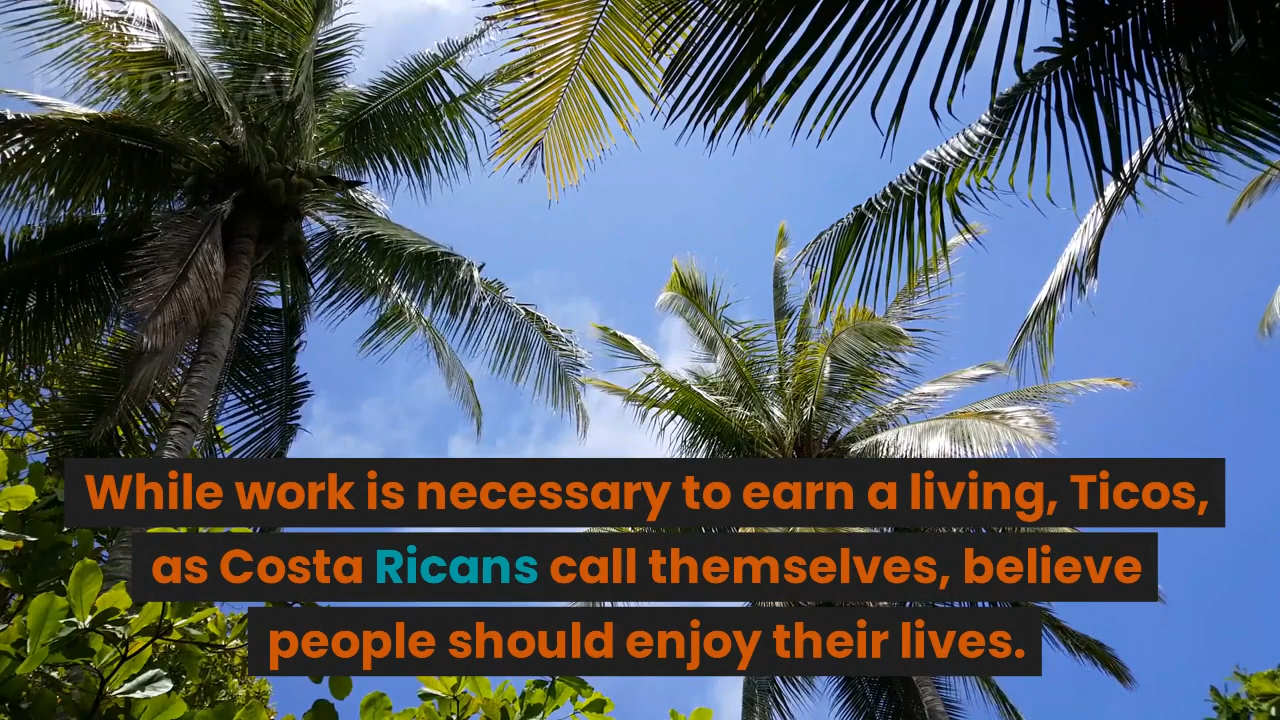 While work is necessary to earn a living, Ticos,
as Costa Ricans call themselves, believe
people should enjoy their lives.